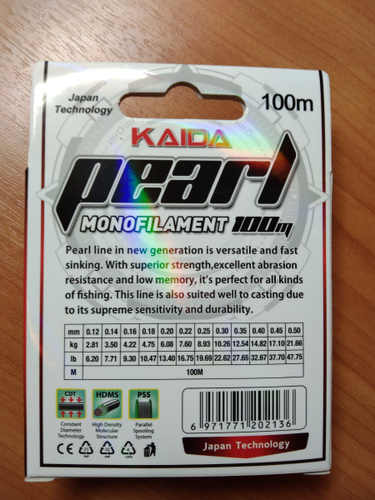 Japan
Technology
100m
KAIDA
pearl
MONOFILAMENT 100m
Pearl line in new generation is versatile and fast
sinking. With superior strength,excellent abrasion
resistance and low memory, it's perfect for all kinds
of fishing. This line is also suited well to casting due
to its supreme sensitivity and durability.
mm 0.12 0.14 0.16 0.18 0.20 0.22 0.25 0.30 0.35 0.40 0.45 0.50
kg 2.81 3.50 4.22 4.75 6.08 7.60 8.93 10.26 12.54 14.82 17.10 21.66
lb 6.20 7.71 9.30 10.47 13.40 16.75 19.69 22.62 27.65 32.67 37.70 47.75
M 100M
CDT HDMS PSS
Constant Diameter Technology
High Density Molecular Structure
Parallel Spooling System
CE
6 971771 202136
Japan Technology